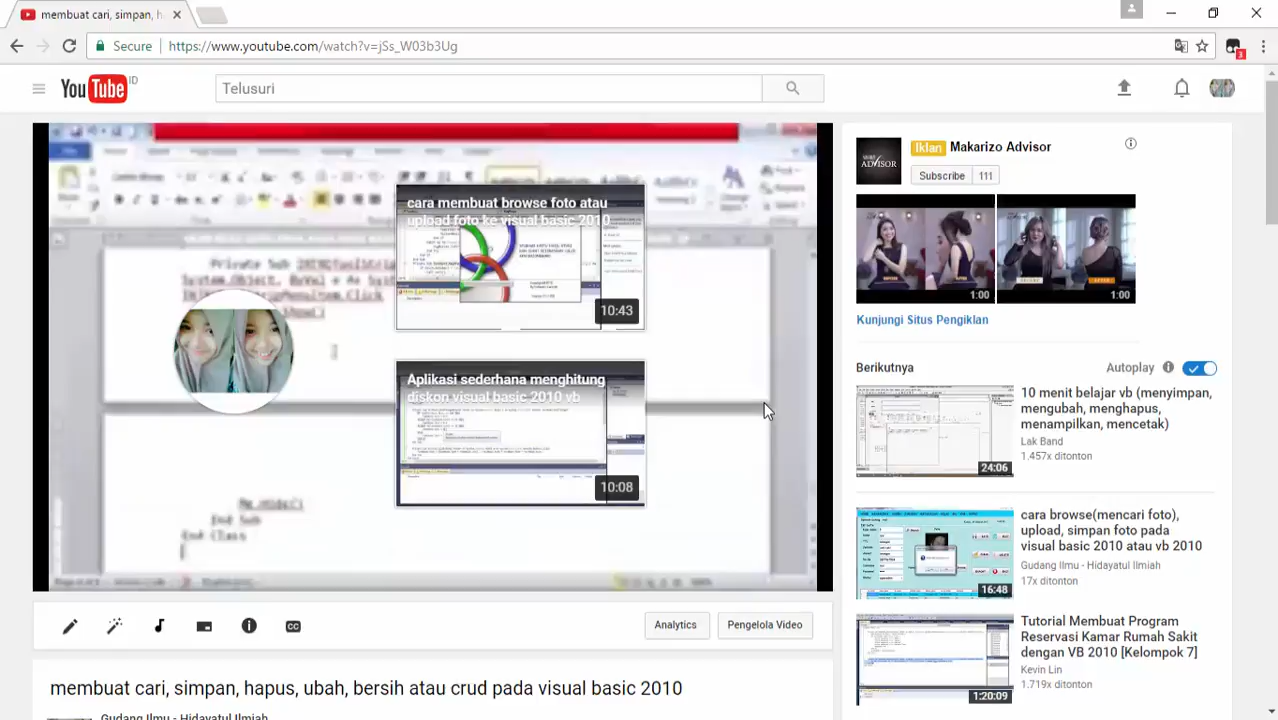 membuat cari, simpan, h
Secure
https://www.youtube.com/watch?v=jSs_W03b3Ug
3
YouTube ID
Telusuri
cara membuat browse foto atau
upload foto ke visual basic 2010
10:43
Aplikasi sederhana menghitung
diskon visual basic 2010 vb
10:08
End Class
CC
Analytics
Pengelola Video
membuat cari, simpan, hapus, ubah, bersih atau crud pada visual basic 2010
Gudang Ilmu - Hidayatul Ilmiah
ADVISOR
Iklan Makarizo Advisor
Subscribe 111
1:00
1:00
Kunjungi Situs Pengiklan
Berikutnya
Autoplay
10 menit belajar vb (menyimpan,
mengubah, menghapus,
menampilkan, mencetak)
Lak Band
1.457x ditonton
24:06
cara browse(mencari foto),
upload, simpan foto pada
visual basic 2010 atau vb 2010
Gudang Ilmu - Hidayatul Ilmiah
17x ditonton
16:48
Tutorial Membuat Program
Reservasi Kamar Rumah Sakit
dengan VB 2010 [Kelompok 7]
Kevin Lin
1.719x ditonton
1:20:09